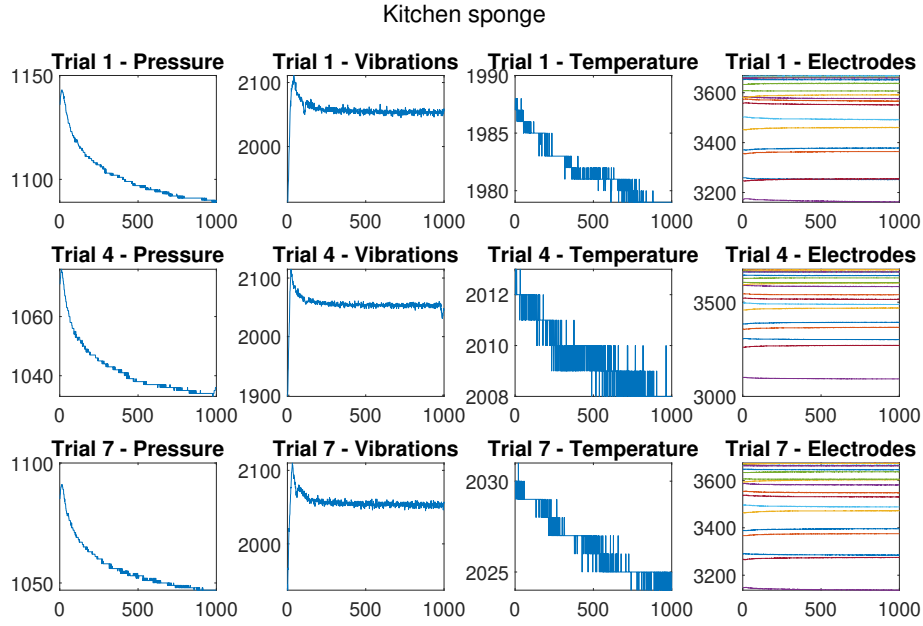 Kitchen sponge
Trial 1 - Pressure
1150
1100
0 500 1000
Trial 1 - Vibrations
2100
2000
0 500 1000
Trial 1 - Temperature
1990
1985
1980
0 500 1000
Trial 1 - Electrodes
3600
3400
3200
0 500 1000
Trial 4 - Pressure
1060
1040
0 500 1000
Trial 4 - Vibrations
2100
2000
1900
0 500 1000
Trial 4 - Temperature
2012
2010
2008
0 500 1000
Trial 4 - Electrodes
3500
3000
0 500 1000
Trial 7 - Pressure
1100
1050
0 500 1000
Trial 7 - Vibrations
2100
2000
0 500 1000
Trial 7 - Temperature
2030
2025
0 500 1000
Trial 7 - Electrodes
3600
3400
3200
0 500 1000